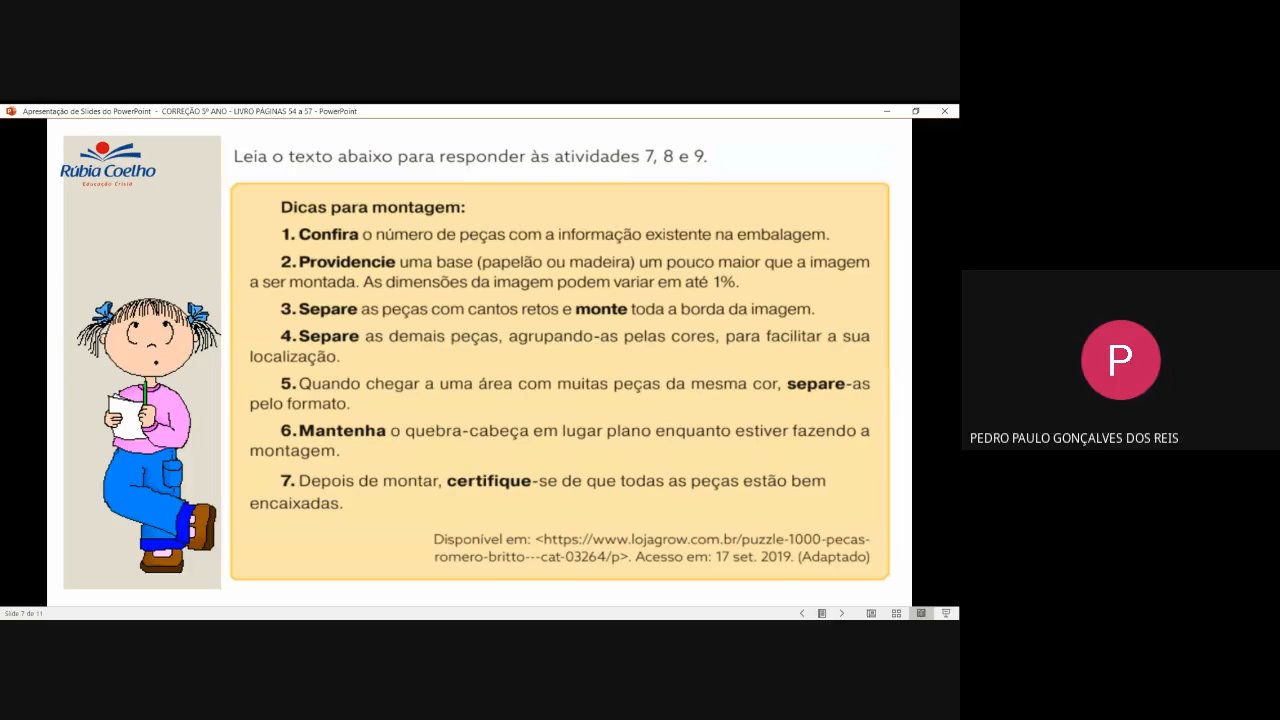 Apresentação de Slides do PowerPoint - CORREÇÃO 5º ANO - LIVRO PÁGINAS 54 a 57 - PowerPoint
Rúbia Coelho
Educação Cristã
Leia o texto abaixo para responder às atividades 7, 8 e 9.
Dicas para montagem:
1. Confira o número de peças com a informação existente na embalagem.
2. Providencie uma base (papelão ou madeira) um pouco maior que a imagem
a ser montada. As dimensões da imagem podem variar em até 1%.
3. Separe as peças com cantos retos e monte toda a borda da imagem.
4. Separe as demais peças, agrupando-as pelas cores, para facilitar a sua
localização.
5. Quando chegar a uma área com muitas peças da mesma cor, separe-as
pelo formato.
6. Mantenha o quebra-cabeça em lugar plano enquanto estiver fazendo a
montagem.
7. Depois de montar, certifique-se de que todas as peças estão bem
encaixadas.
Disponível em: <https://www.lojagrow.com.br/puzzle-1000-pecas-
romero-britto---cat-03264/p>. Acesso em: 17 set. 2019. (Adaptado)
Slide 7 de 11
P
PEDRO PAULO GONÇALVES DOS REIS